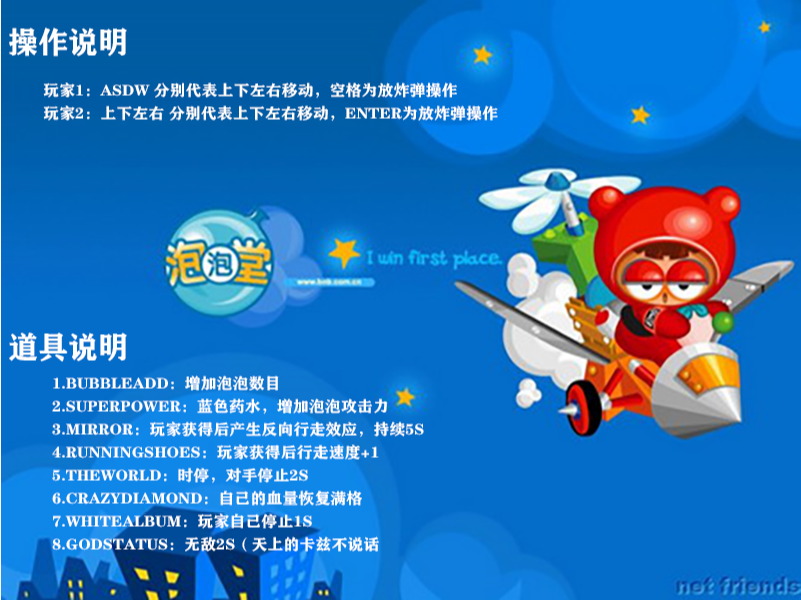 操作说明
玩家1：ASDW 分别代表上下左右移动，空格为放炸弹操作
玩家2：上下左右 分别代表上下左右移动，ENTER为放炸弹操作
泡泡堂
I win first place.
www.bnb.com.cn
道具说明
1.BUBBLEADD：增加泡泡数目
2.SUPERPOWER：蓝色药水，增加泡泡攻击力
3.MIRROR：玩家获得后产生反向行走效应，持续5S
4.RUNNINGSHOES：玩家获得后行走速度+1
5.THEWORLD：时停，对手停止2S
6.CRAZYDIAMOND：自己的血量恢复满格
7.WHITEALBUM：玩家自己停止1S
8.GODSTATUS：无敌2S（天上的卡兹不说话
net friends